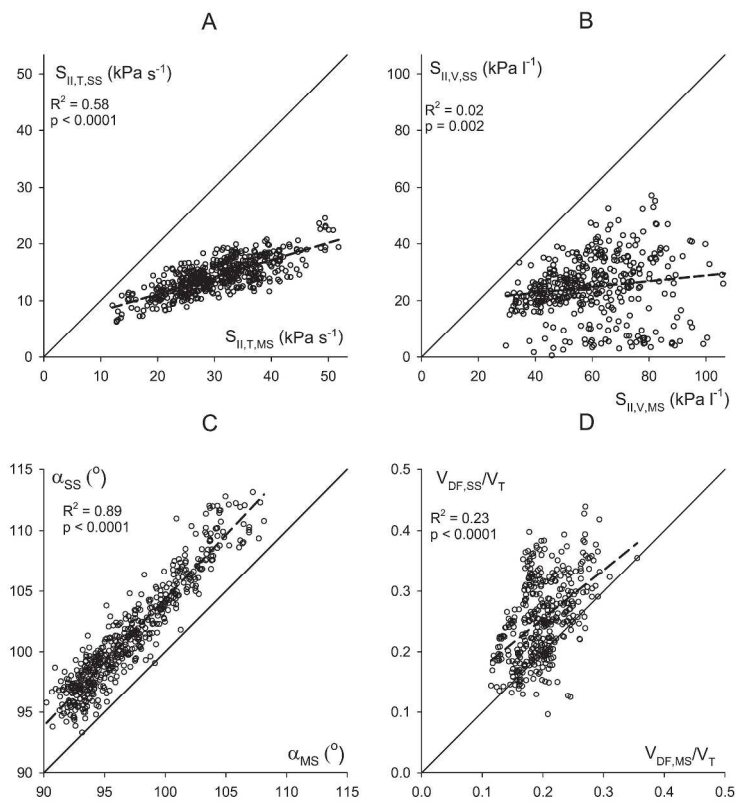 A
S_II,T,SS (kPa s⁻¹)
R² = 0.58
p < 0.0001
50
40
30
20
10
0
S_II,T,MS (kPa s⁻¹)
0 10 20 30 40 50
B
S_II,V,SS (kPa l⁻¹)
R² = 0.02
p = 0.002
100
80
60
40
20
0
0 20 40 60 80 100
S_II,V,MS (kPa l⁻¹)
C
α_SS (°)
R² = 0.89
p < 0.0001
115
110
105
100
95
90
α_MS (°)
90 95 100 105 110 115
D
V_DF,SS/V_T
R² = 0.23
p < 0.0001
0.5
0.4
0.3
0.2
0.1
0.0
V_DF,MS/V_T
0.0 0.1 0.2 0.3 0.4 0.5